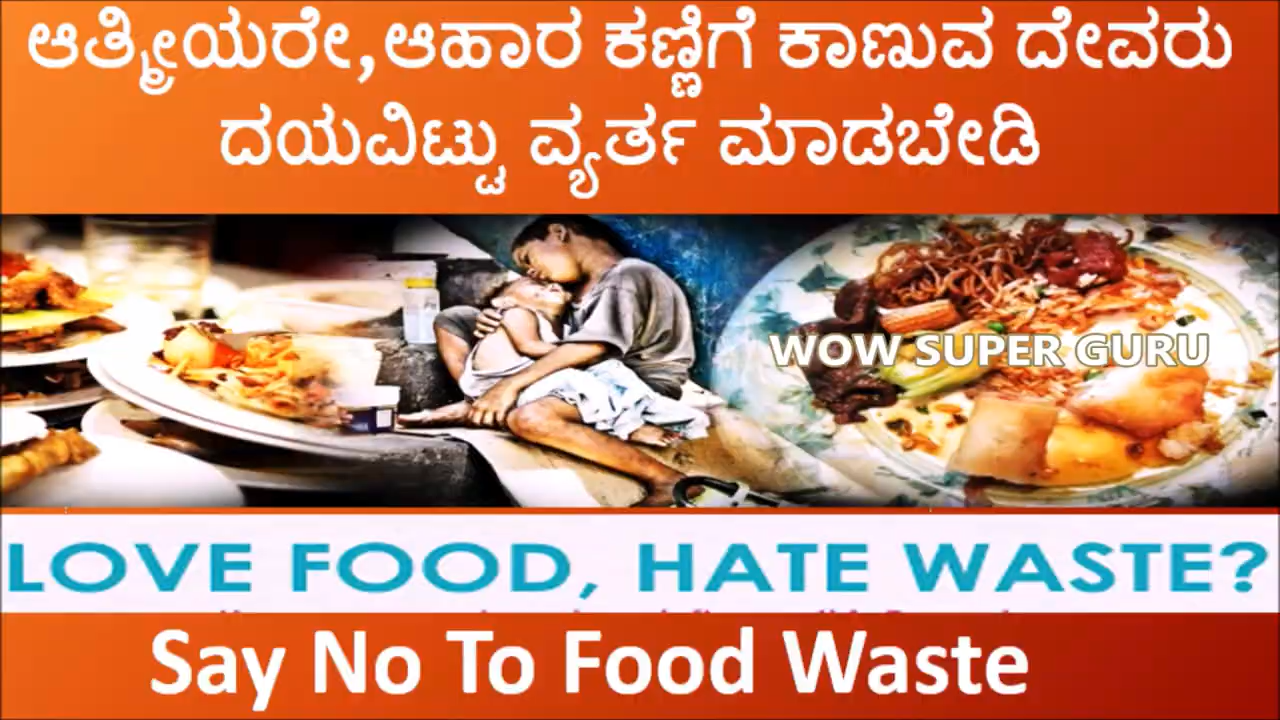 ಆತ್ಮೀಯರೇ,ಆಹಾರ ಕಣ್ಣಿಗೆ ಕಾಣುವ ದೇವರು
ದಯವಿಟ್ಟು ವ್ಯರ್ತ ಮಾಡಬೇಡಿ
WOW SUPER GURU
LOVE FOOD, HATE WASTE?
Say No To Food Waste